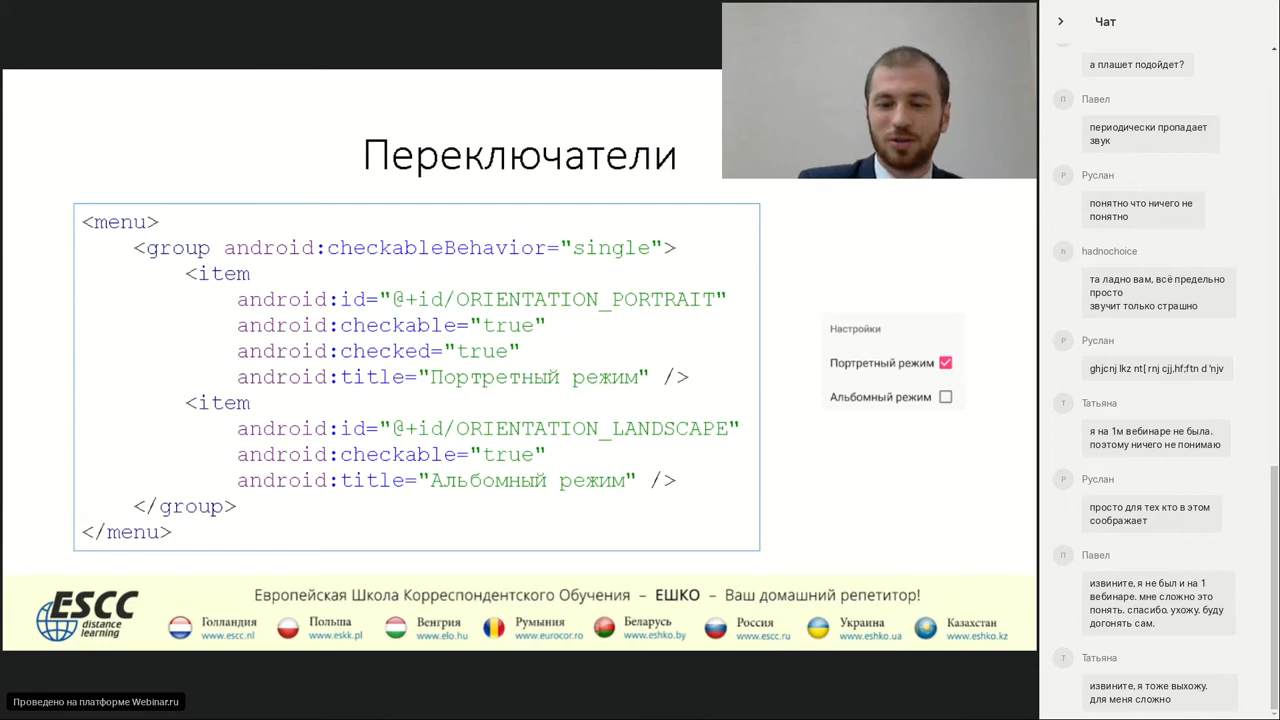 Переключатели
<menu>
<group android:checkableBehavior="single">
<item
android:id="@+id/ORIENTATION_PORTRAIT"
android:checkable="true"
android:checked="true"
android:title="Портретный режим" />
<item
android:id="@+id/ORIENTATION_LANDSCAPE"
android:checkable="true"
android:title="Альбомный режим" />
</group>
</menu>
Настройки
Портретный режим
Альбомный режим
ESCC
distance
learning
Европейская Школа Корреспондентского Обучения – ЕШКО – Ваш домашний репетитор!
Голландия
www.escc.nl
Польша
www.eskk.pl
Венгрия
www.elo.hu
Румыния
www.eurocor.ro
Беларусь
www.eshko.by
Россия
www.escc.ru
Украина
www.eshko.ua
Казахстан
www.eshko.kz
Проведено на платформе Webinar.ru
Чат
а плашет подойдет?
П
Павел
периодически пропадает
звук
Р
Руслан
понятно что ничего не
понятно
h
hadnochoice
та ладно вам, всё предельно
просто
звучит только страшно
Р
Руслан
ghjcnj lkz nt[ rnj cjj,hf;ftn d 'njv
Т
Татьяна
я на 1м вебинаре не была.
поэтому ничего не понимаю
Р
Руслан
просто для тех кто в этом
соображает
П
Павел
извините, я не был и на 1
вебинаре. мне сложно это
понять. спасибо. ухожу. буду
догонять сам.
Т
Татьяна
извините, я тоже выхожу.
для меня сложно